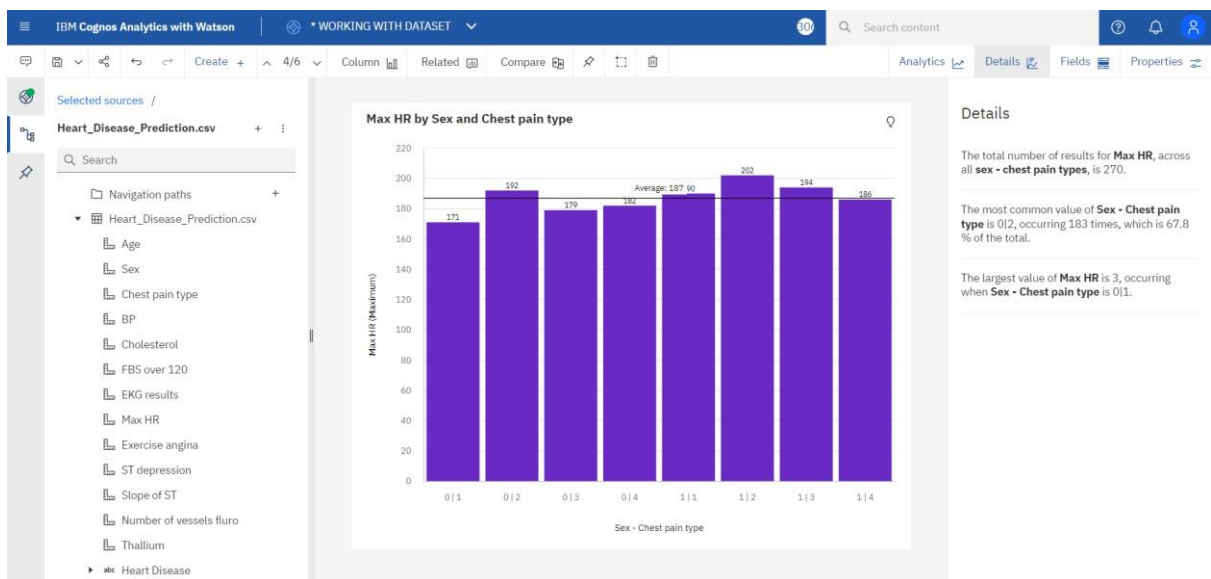 IBM Cognos Analytics with Watson
* WORKING WITH DATASET
Search content
Create +
4/6
Column
Related
Compare
Analytics
Details
Fields
Properties
Selected sources /
Heart_Disease_Prediction.csv
Search
Navigation paths
Heart_Disease_Prediction.csv
Age
Sex
Chest pain type
BP
Cholesterol
FBS over 120
EKG results
Max HR
Exercise angina
ST depression
Slope of ST
Number of vessels fluro
Thallium
abc Heart Disease
Max HR by Sex and Chest pain type
Max HR (Maximum)
220
200
180
160
140
120
100
80
60
40
20
0
171
192
179
182
Average: 187
90
202
194
186
0|1
0|2
0|3
0|4
1|1
1|2
1|3
1|4
Sex - Chest pain type
Details
The total number of results for Max HR, across
all sex - chest pain types, is 270.
The most common value of Sex - Chest pain
type is 0|2, occurring 183 times, which is 67.8
% of the total.
The largest value of Max HR is 3, occurring
when Sex - Chest pain type is 0|1.